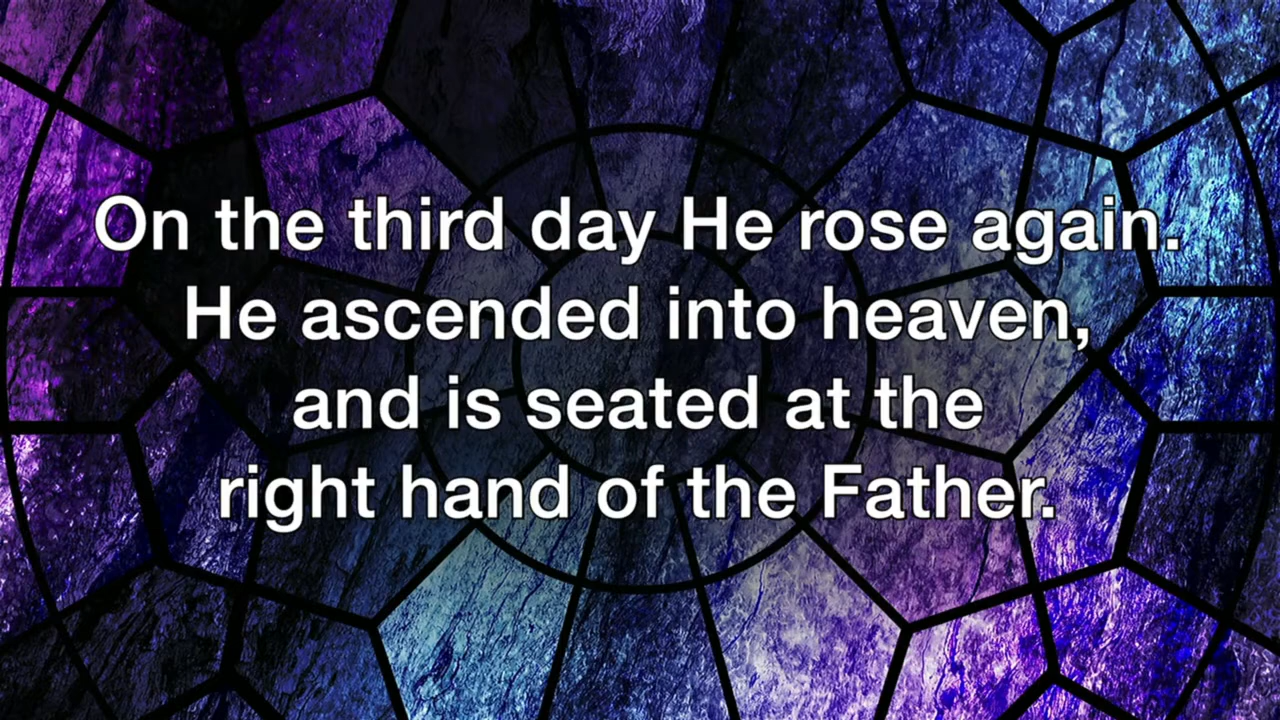 On the third day He rose again.
He ascended into heaven,
and is seated at the
right hand of the Father.